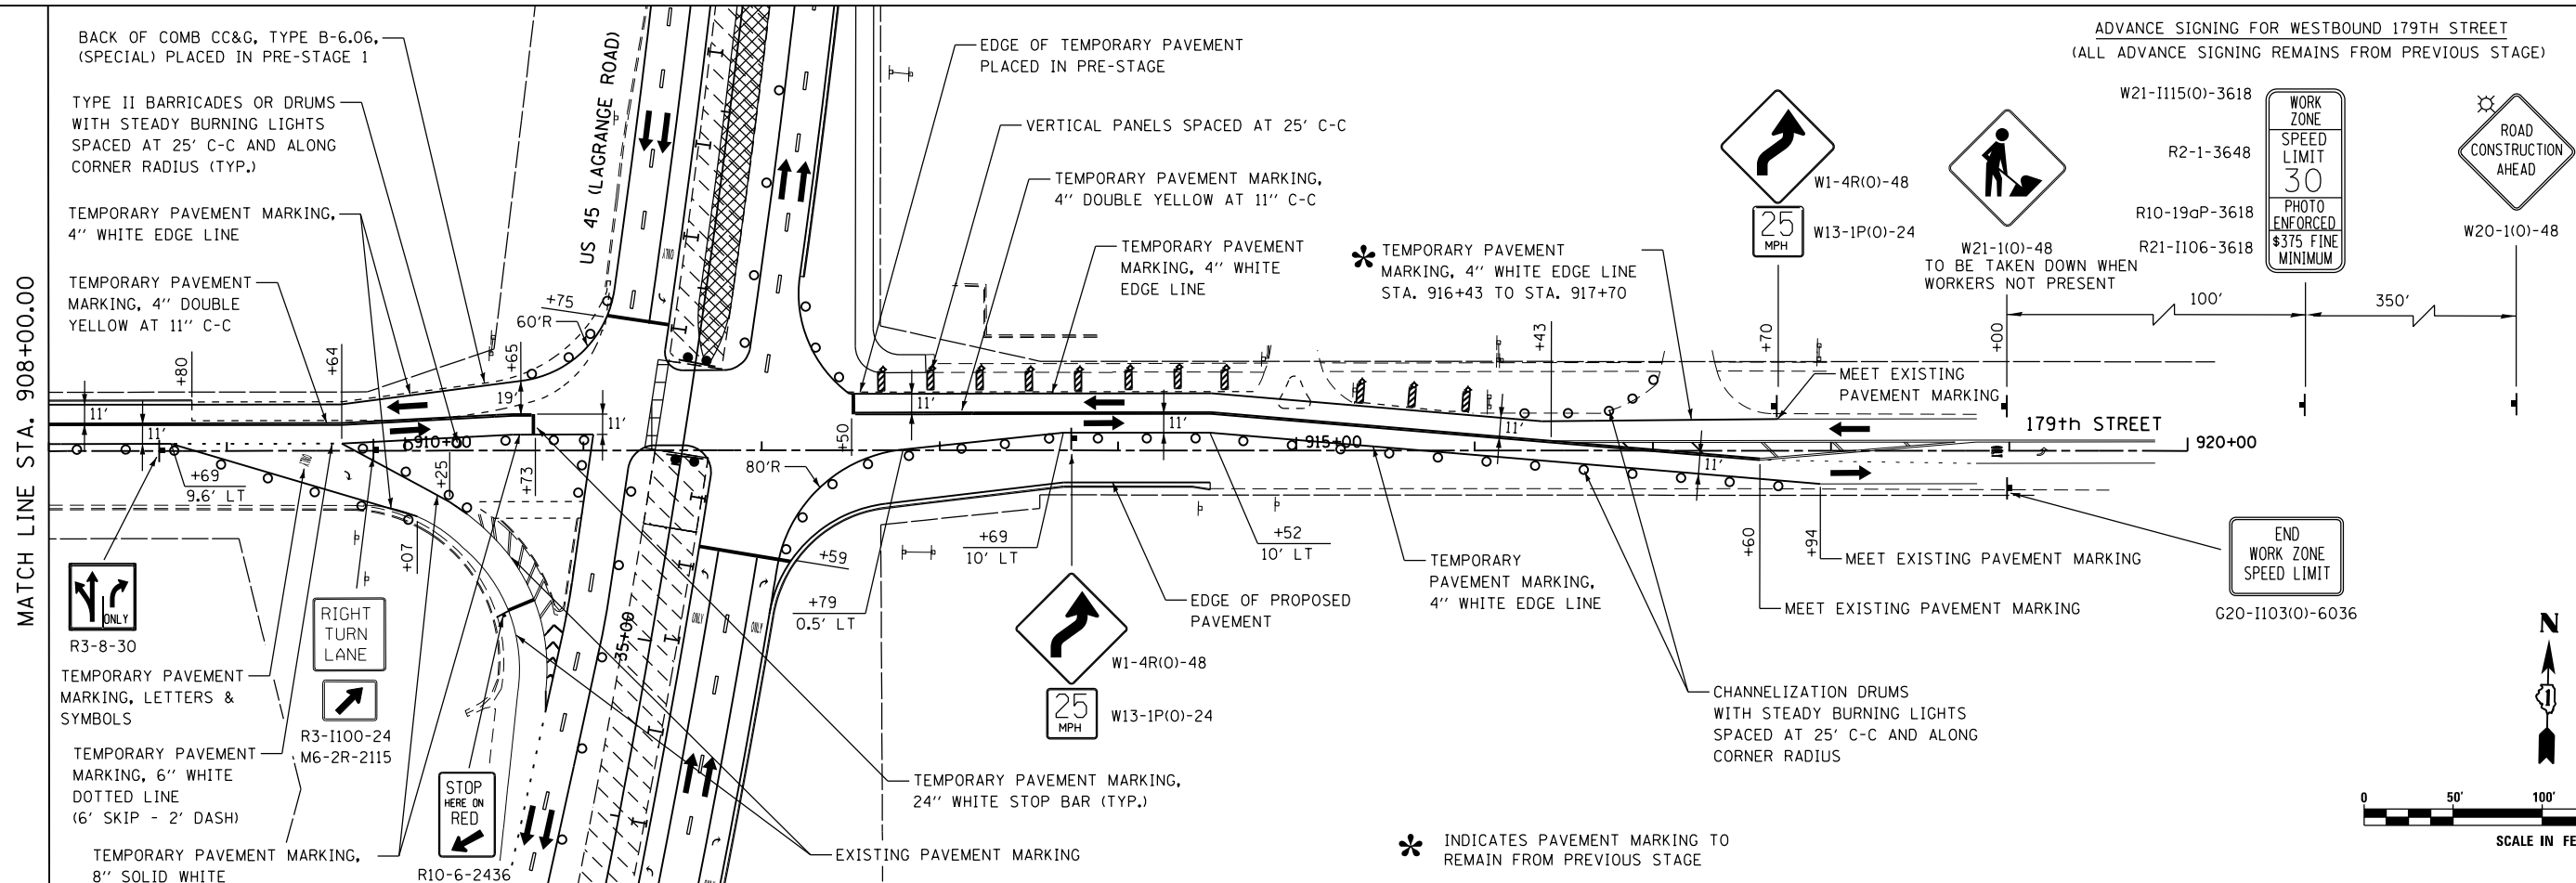 MATCH LINE STA. 908+00.00
BACK OF COMB CC&G, TYPE B-6.06,
(SPECIAL) PLACED IN PRE-STAGE 1
TYPE II BARRICADES OR DRUMS
WITH STEADY BURNING LIGHTS
SPACED AT 25' C-C AND ALONG
CORNER RADIUS (TYP.)
TEMPORARY PAVEMENT MARKING,
4'' WHITE EDGE LINE
TEMPORARY PAVEMENT
MARKING, 4'' DOUBLE
YELLOW AT 11'' C-C
US 45 (LAGRANGE ROAD)
EDGE OF TEMPORARY PAVEMENT
PLACED IN PRE-STAGE
VERTICAL PANELS SPACED AT 25' C-C
TEMPORARY PAVEMENT MARKING,
4'' DOUBLE YELLOW AT 11'' C-C
TEMPORARY PAVEMENT
MARKING, 4'' WHITE
EDGE LINE
* TEMPORARY PAVEMENT
MARKING, 4'' WHITE EDGE LINE
STA. 916+43 TO STA. 917+70
W1-4R(O)-48
25
MPH
W13-1P(O)-24
ADVANCE SIGNING FOR WESTBOUND 179TH STREET
(ALL ADVANCE SIGNING REMAINS FROM PREVIOUS STAGE)
W21-1(O)-48
TO BE TAKEN DOWN WHEN
WORKERS NOT PRESENT
W21-I115(O)-3618
R2-1-3648
R10-19aP-3618
R21-I106-3618
WORK
ZONE
SPEED
LIMIT
30
PHOTO
ENFORCED
$375 FINE
MINIMUM
ROAD
CONSTRUCTION
AHEAD
W20-1(O)-48
100'
350'
+75
60'R
+80
+64
+65
19'
11'
11'
11'
910+00
+25
+73
+69
9.6' LT
+07
ONLY
ONLY
+50
11'
11'
915+00
11'
11'
+43
+70
+00
MEET EXISTING
PAVEMENT MARKING
179th STREET
920+00
80'R
+59
+79
0.5' LT
+69
10' LT
+52
10' LT
+60
+94
MEET EXISTING PAVEMENT MARKING
MEET EXISTING PAVEMENT MARKING
END
WORK ZONE
SPEED LIMIT
G20-I103(O)-6036
35+00
ONLY
ONLY
ONLY
R3-8-30
TEMPORARY PAVEMENT
MARKING, LETTERS &
SYMBOLS
RIGHT
TURN
LANE
R3-I100-24
M6-2R-2115
TEMPORARY PAVEMENT
MARKING, 6'' WHITE
DOTTED LINE
(6' SKIP - 2' DASH)
TEMPORARY PAVEMENT MARKING,
8'' SOLID WHITE
STOP
HERE ON
RED
R10-6-2436
EXISTING PAVEMENT MARKING
TEMPORARY PAVEMENT MARKING,
24'' WHITE STOP BAR (TYP.)
W1-4R(O)-48
25
MPH
W13-1P(O)-24
EDGE OF PROPOSED
PAVEMENT
TEMPORARY
PAVEMENT MARKING,
4'' WHITE EDGE LINE
CHANNELIZATION DRUMS
WITH STEADY BURNING LIGHTS
SPACED AT 25' C-C AND ALONG
CORNER RADIUS
* INDICATES PAVEMENT MARKING TO
REMAIN FROM PREVIOUS STAGE
N
1
0 50' 100'
SCALE IN FE